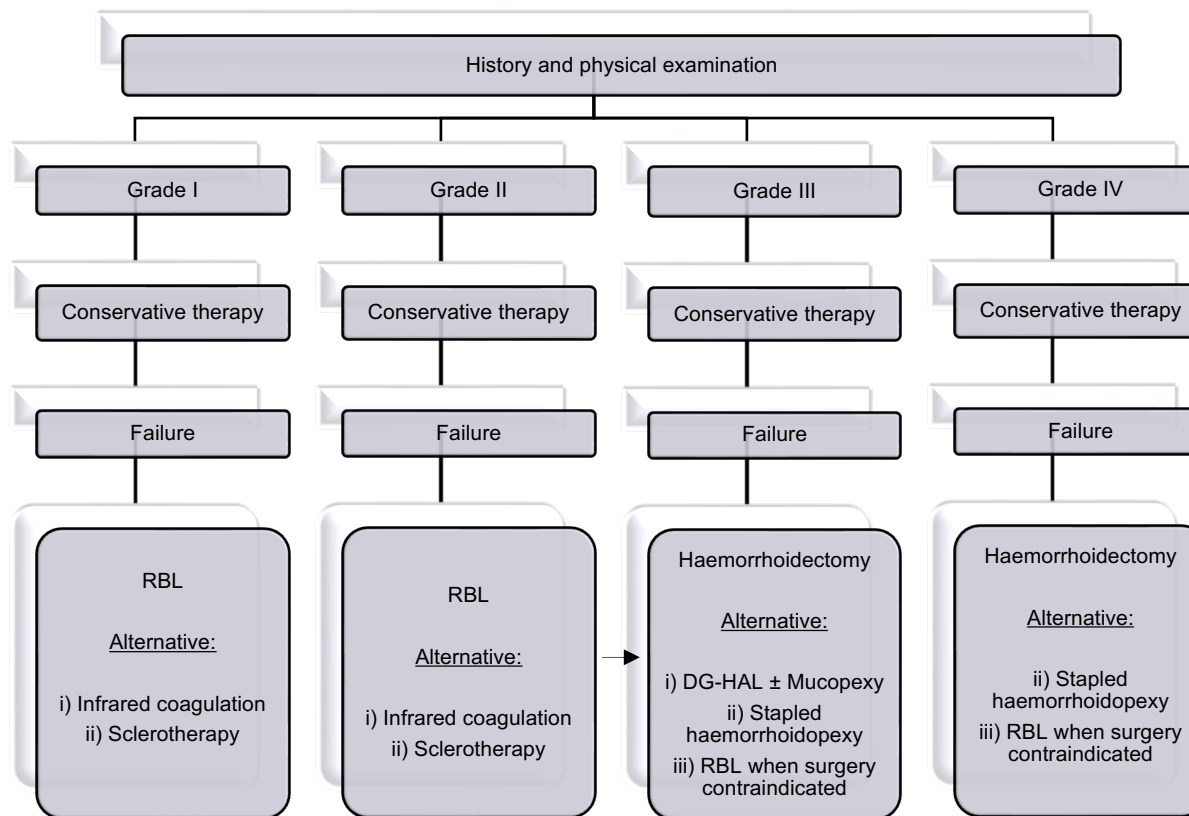 History and physical examination
Grade I
Grade II
Grade III
Grade IV
Conservative therapy
Conservative therapy
Conservative therapy
Conservative therapy
Failure
Failure
Failure
Failure
RBL
Alternative:
i) Infrared coagulation
ii) Sclerotherapy
RBL
Alternative:
i) Infrared coagulation
ii) Sclerotherapy
Haemorrhoidectomy
Alternative:
i) DG-HAL ± Mucopexy
ii) Stapled
haemorrhoidopexy
iii) RBL when surgery
contraindicated
Haemorrhoidectomy
Alternative:
ii) Stapled
haemorrhoidopexy
iii) RBL when surgery
contraindicated